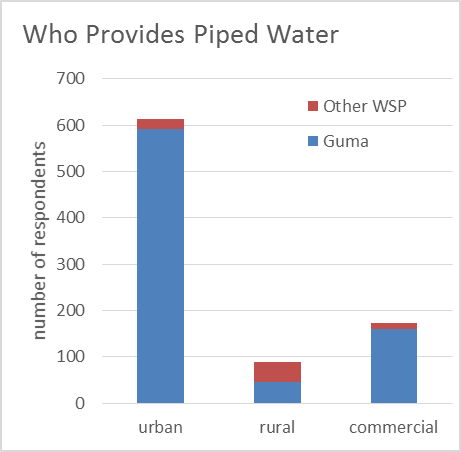 Who Provides Piped Water
700
600
500
400
300
200
100
0
number of respondents
Other WSP
Guma
urban rural commercial